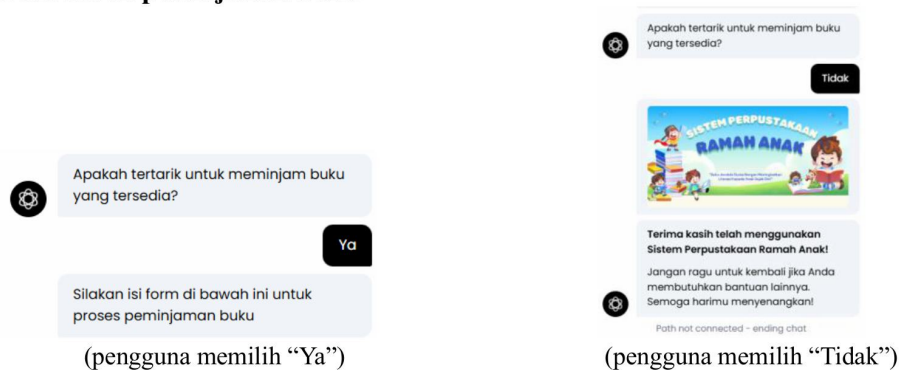 Apakah tertarik untuk meminjam buku
yang tersedia?
Ya
Silakan isi form di bawah ini untuk
proses peminjaman buku
(pengguna memilih “Ya”)
Apakah tertarik untuk meminjam buku
yang tersedia?
Tidak
SISTEM PERPUSTAKAAN
RAMAH ANAK
Terima kasih telah menggunakan
Sistem Perpustakaan Ramah Anak!
Jangan ragu untuk kembali jika Anda
membutuhkan bantuan lainnya.
Semoga harimu menyenangkan!
Path not connected - ending chat
(pengguna memilih “Tidak”)